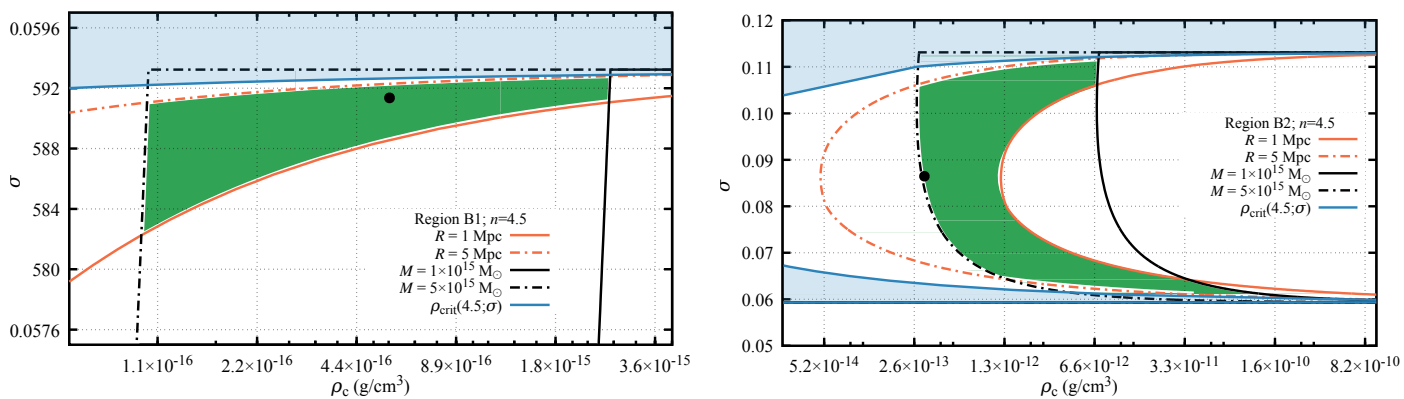 0.0596
592
588
584
580
0.0576
σ
Region B1; n=4.5
R = 1 Mpc
R = 5 Mpc
M = 1×10¹⁵ M☉
M = 5×10¹⁵ M☉
ρcrit(4.5;σ)
1.1×10⁻¹⁶ 2.2×10⁻¹⁶ 4.4×10⁻¹⁶ 8.9×10⁻¹⁶ 1.8×10⁻¹⁵ 3.6×10⁻¹⁵
ρc (g/cm³)
0.12
0.11
0.10
0.09
0.08
0.07
0.06
0.05
σ
Region B2; n=4.5
R = 1 Mpc
R = 5 Mpc
M = 1×10¹⁵ M☉
M = 5×10¹⁵ M☉
ρcrit(4.5;σ)
5.2×10⁻¹⁴ 2.6×10⁻¹³ 1.3×10⁻¹² 6.6×10⁻¹² 3.3×10⁻¹¹ 1.6×10⁻¹⁰ 8.2×10⁻¹⁰
ρc (g/cm³)